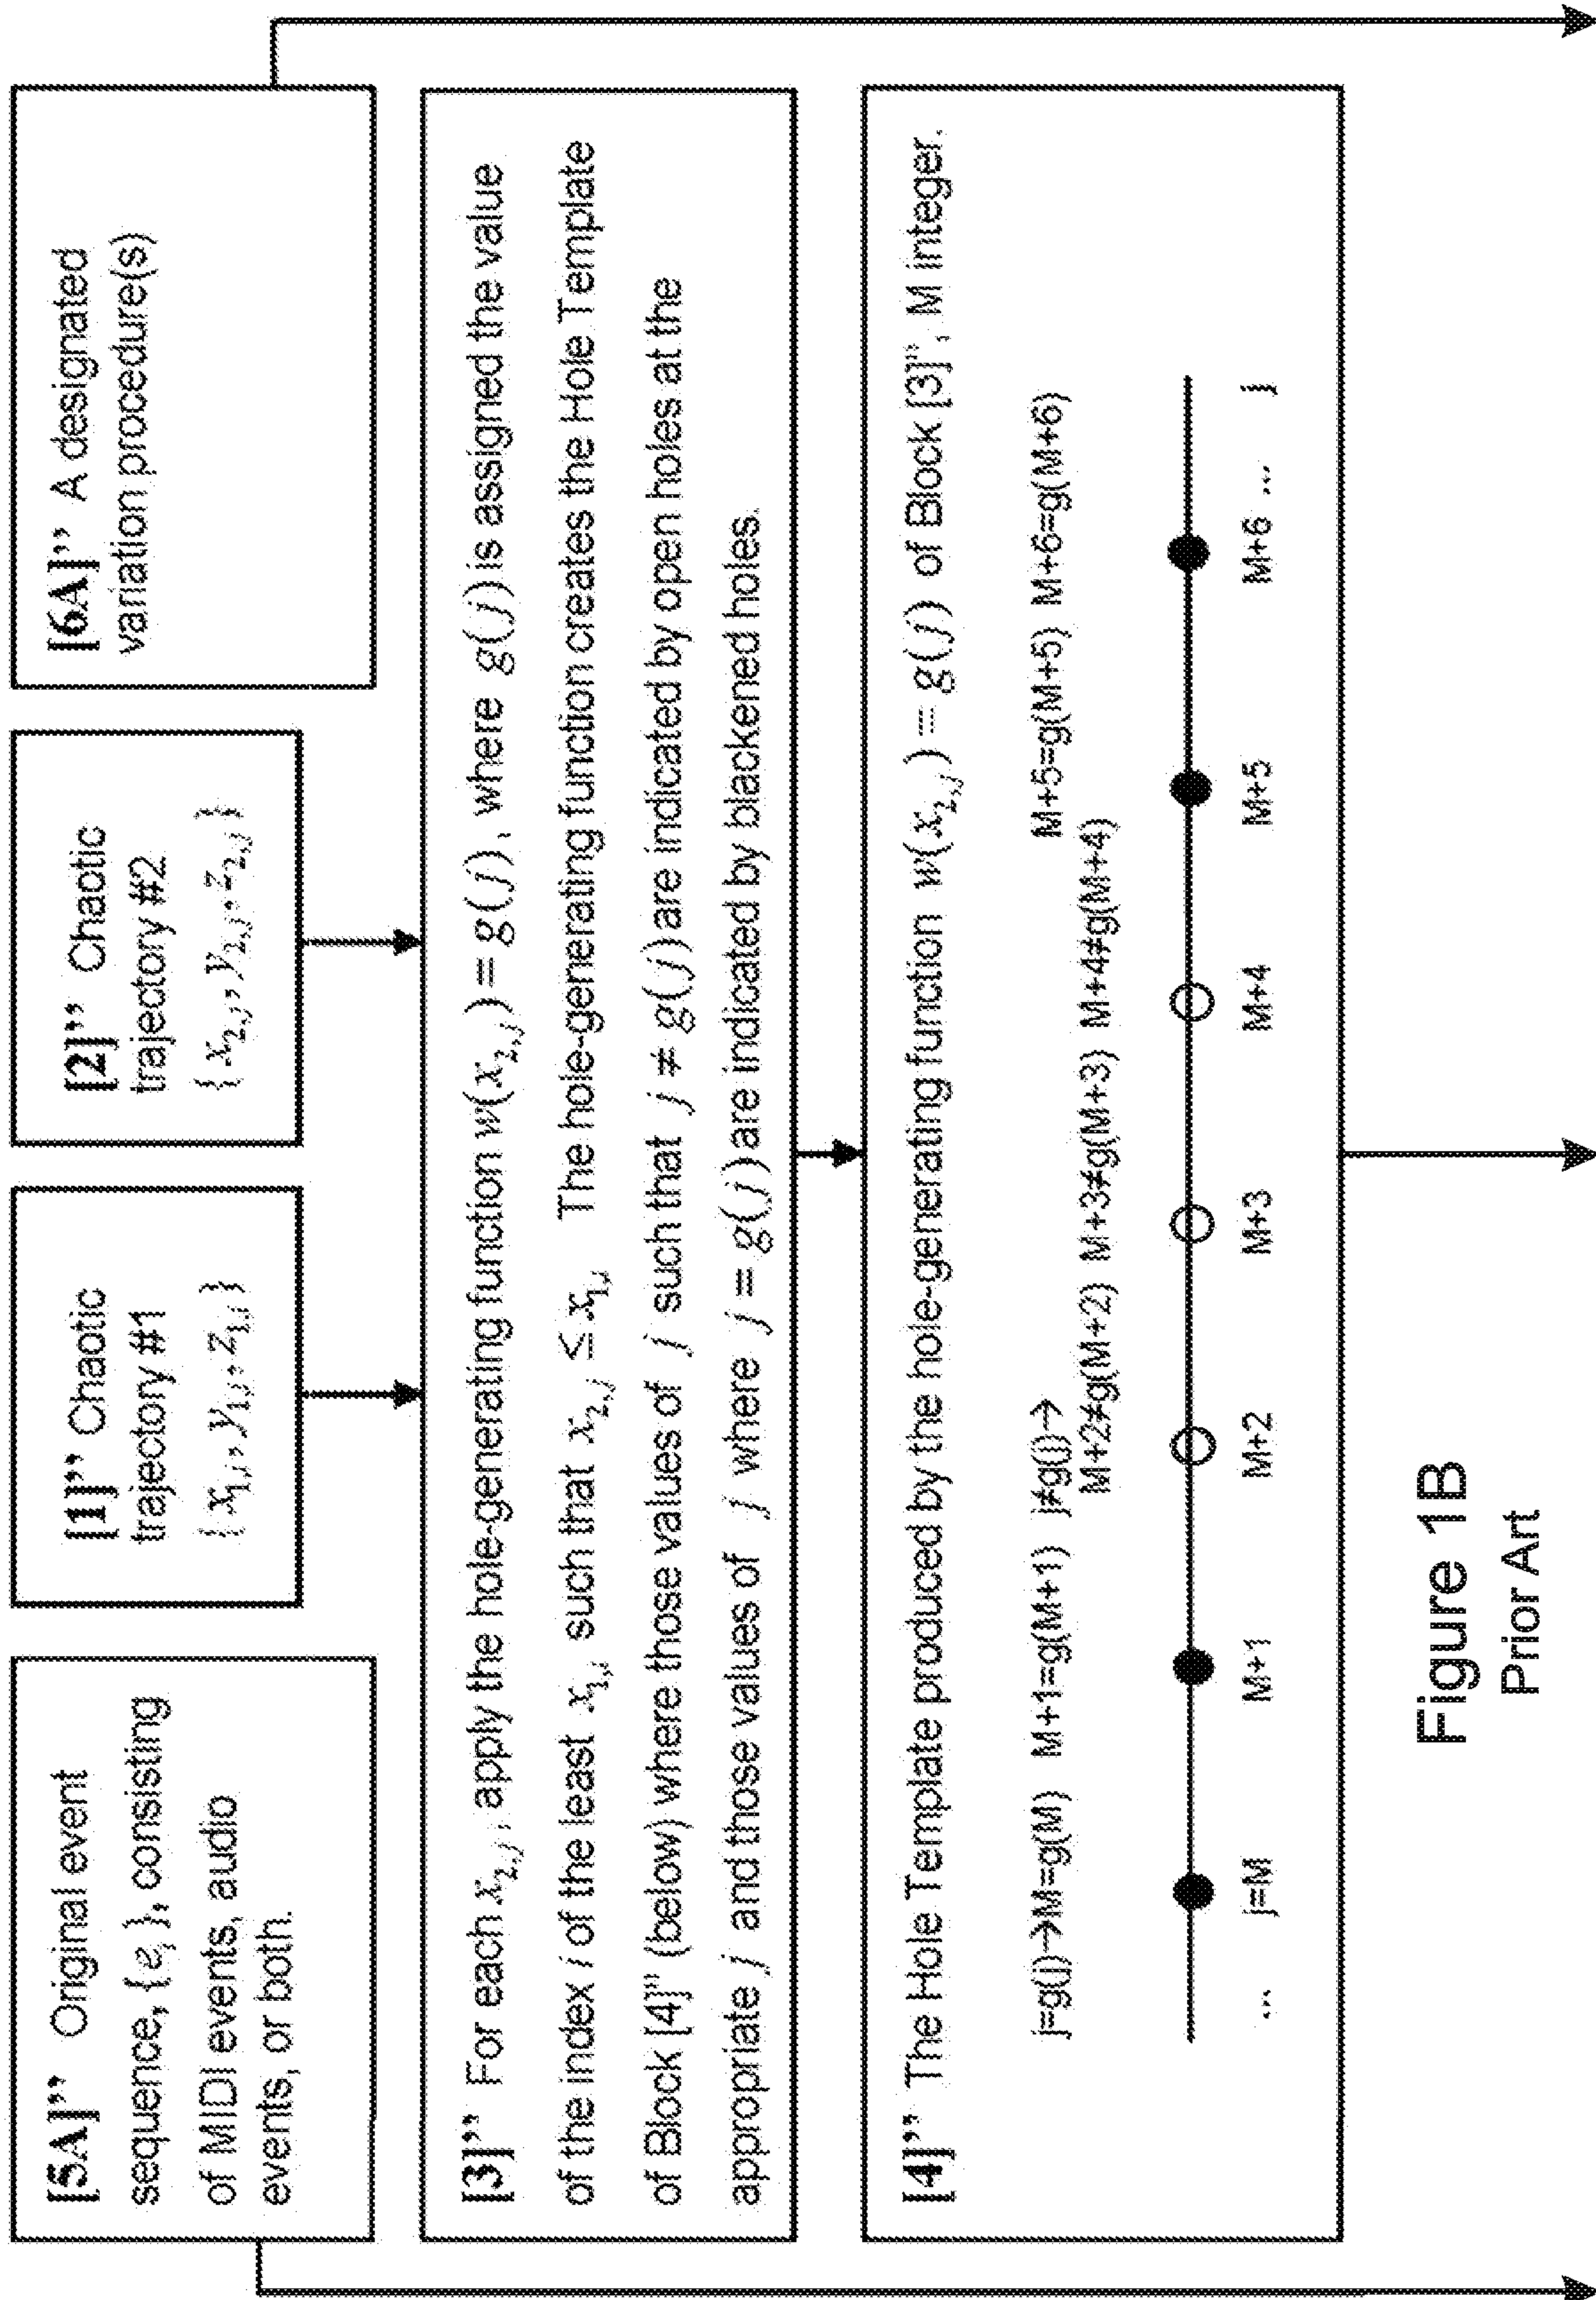 [5A]’’ Original event
sequence, {e_j}, consisting
of MIDI events, audio
events, or both.
[1]’’ Chaotic
trajectory #1
{x_{1,i}, y_{1,i}, z_{1,i}}
[2]’’ Chaotic
trajectory #2
{x_{2,j}, y_{2,j}, z_{2,j}}
[6A]’’ A designated
variation procedure(s)
[3]’’ For each x_{2,j}, apply the hole-generating function w(x_{2,j}) = g(j), where g(j) is assigned the value
of the index i of the least x_{1,i} such that x_{2,j} ≤ x_{1,i} The hole-generating function creates the Hole Template
of Block [4]’’ (below) where those values of j such that j ≠ g(j) are indicated by open holes at the
appropriate j and those values of j where j = g(j) are indicated by blackened holes.
[4]’’ The Hole Template produced by the hole-generating function w(x_{2,j}) = g(j) of Block [3]’’, M integer.
j=g(j)→M=g(M) M+1=g(M+1) j≠g(j)→ M+5=g(M+5) M+6=g(M+6)
M+2≠g(M+2) M+3≠g(M+3) M+4≠g(M+4)
... j=M M+1 M+2 M+3 M+4 M+5 M+6 ... j
Figure 1B
Prior Art